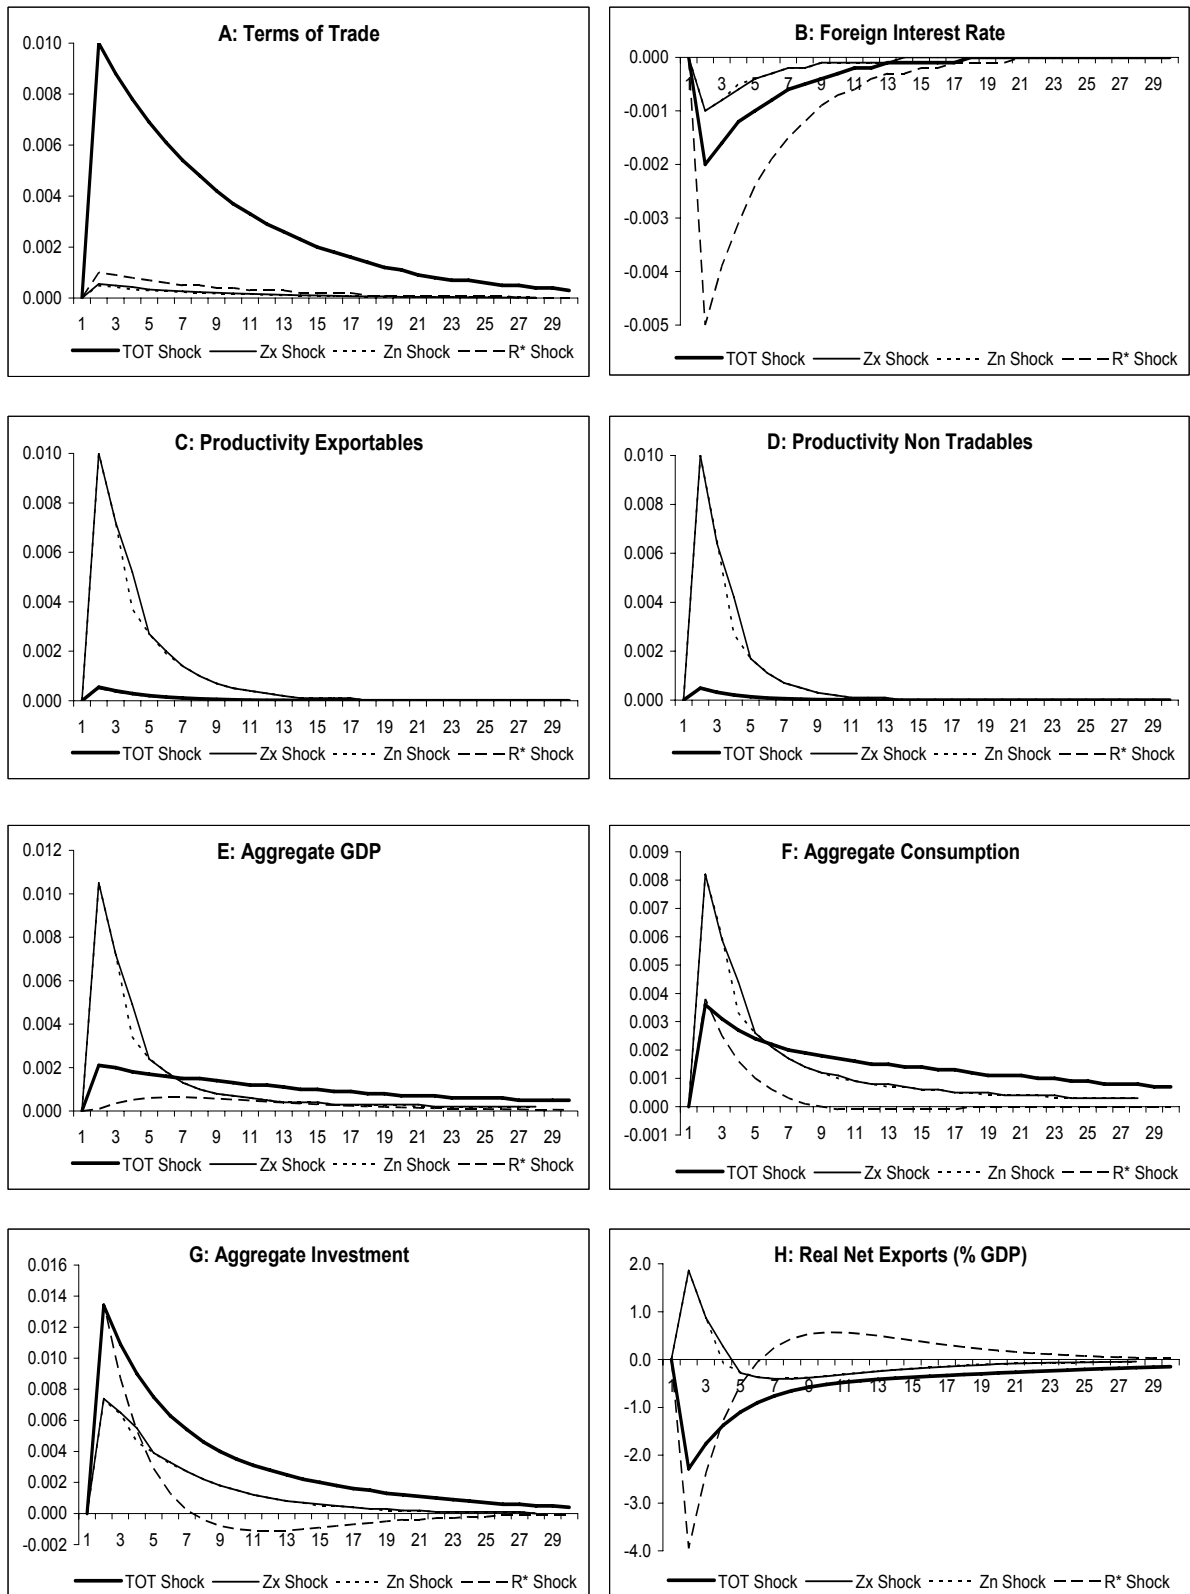 A: Terms of Trade
0.010
0.008
0.006
0.004
0.002
0.000
1 3 5 7 9 11 13 15 17 19 21 23 25 27 29
TOT Shock Zx Shock Zn Shock R* Shock
B: Foreign Interest Rate
0.000
-0.001
-0.002
-0.003
-0.004
-0.005
1 3 5 7 9 11 13 15 17 19 21 23 25 27 29
TOT Shock Zx Shock Zn Shock R* Shock
C: Productivity Exportables
0.010
0.008
0.006
0.004
0.002
0.000
1 3 5 7 9 11 13 15 17 19 21 23 25 27 29
TOT Shock Zx Shock Zn Shock R* Shock
D: Productivity Non Tradables
0.010
0.008
0.006
0.004
0.002
0.000
1 3 5 7 9 11 13 15 17 19 21 23 25 27 29
TOT Shock Zx Shock Zn Shock R* Shock
E: Aggregate GDP
0.012
0.010
0.008
0.006
0.004
0.002
0.000
1 3 5 7 9 11 13 15 17 19 21 23 25 27 29
TOT Shock Zx Shock Zn Shock R* Shock
F: Aggregate Consumption
0.009
0.008
0.007
0.006
0.005
0.004
0.003
0.002
0.001
0.000
-0.001
1 3 5 7 9 11 13 15 17 19 21 23 25 27 29
TOT Shock Zx Shock Zn Shock R* Shock
G: Aggregate Investment
0.016
0.014
0.012
0.010
0.008
0.006
0.004
0.002
0.000
-0.002
1 3 5 7 9 11 13 15 17 19 21 23 25 27 29
TOT Shock Zx Shock Zn Shock R* Shock
H: Real Net Exports (% GDP)
2.0
1.0
0.0
-1.0
-2.0
-3.0
-4.0
1 3 5 7 9 11 13 15 17 19 21 23 25 27 29
TOT Shock Zx Shock Zn Shock R* Shock